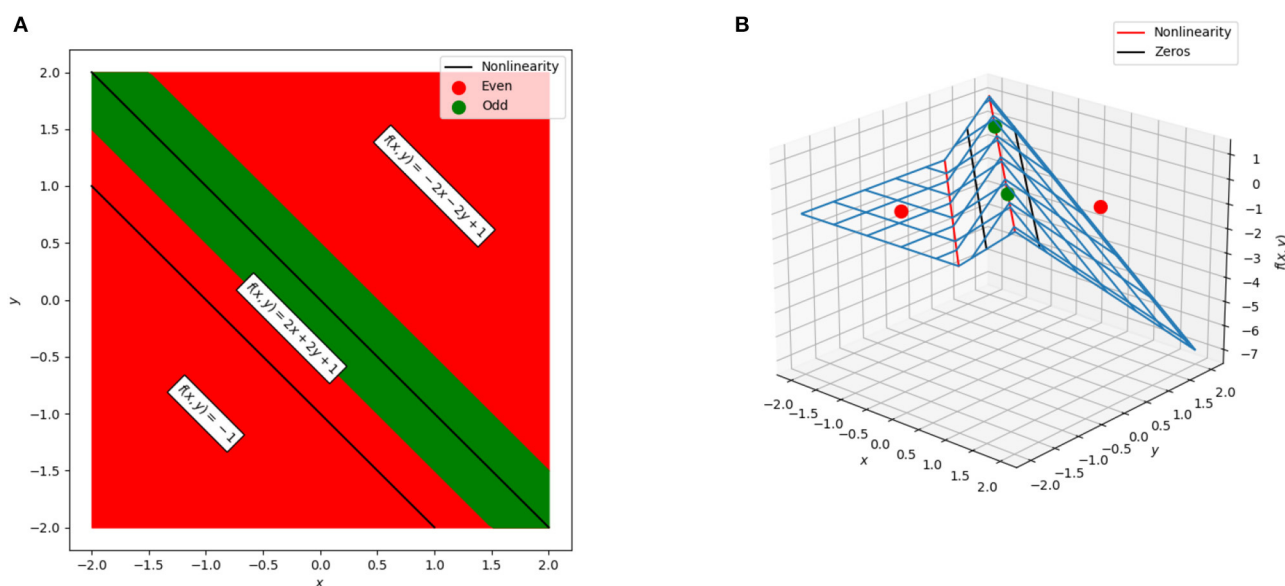 A
Nonlinearity
Even
Odd
f(x, y) = −2x−2y+1
f(x, y) = 2x+2y+1
f(x, y) = −1
2.0
1.5
1.0
0.5
0.0
−0.5
−1.0
−1.5
−2.0
y
−2.0 −1.5 −1.0 −0.5 0.0 0.5 1.0 1.5 2.0
x
B
Nonlinearity
Zeros
1
0
−1
−2
−3
−4
−5
−6
−7
f(x, y)
−2.0 −1.5 −1.0 −0.5 0.0 0.5 1.0 1.5 2.0
x
−2.0 −1.5 −1.0 −0.5 0.0 0.5 1.0 1.5 2.0
y